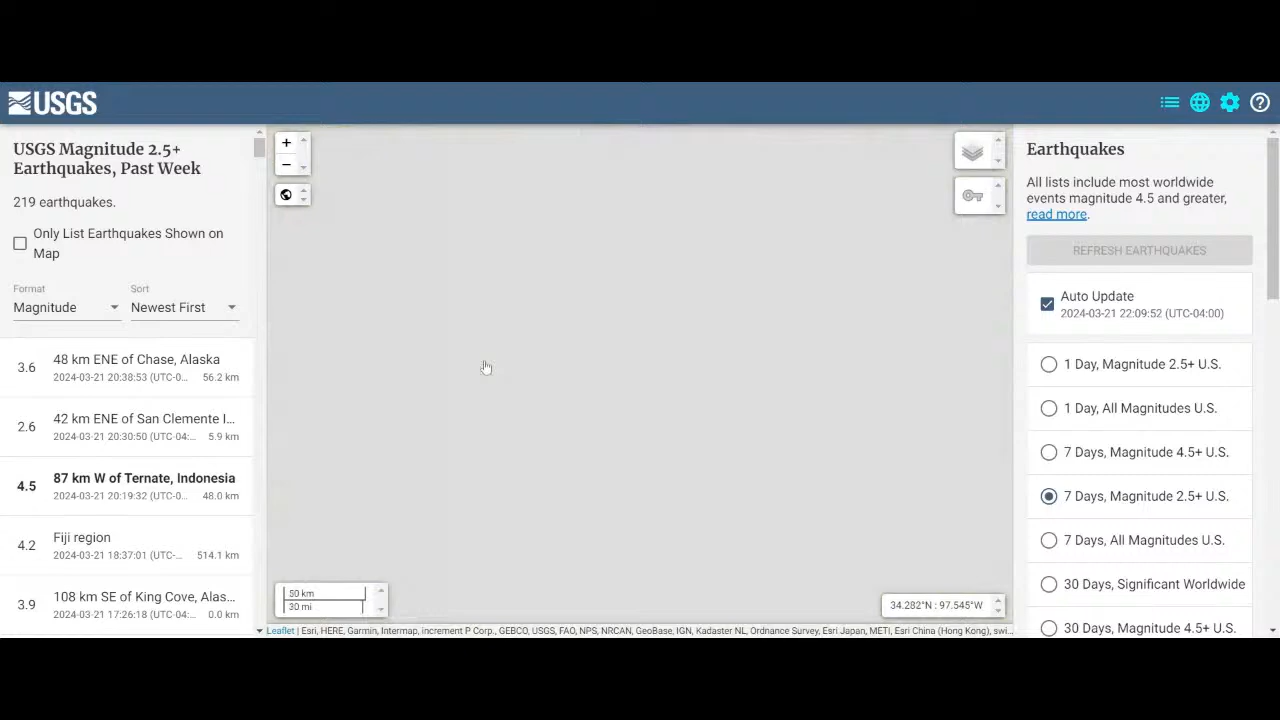 USGS
USGS Magnitude 2.5+
Earthquakes, Past Week
219 earthquakes.
Only List Earthquakes Shown on
Map
Format
Magnitude
Sort
Newest First
3.6
48 km ENE of Chase, Alaska
2024-03-21 20:38:53 (UTC-0... 56.2 km
2.6
42 km ENE of San Clemente I...
2024-03-21 20:30:50 (UTC-04:... 5.9 km
4.5
87 km W of Ternate, Indonesia
2024-03-21 20:19:32 (UTC-0... 48.0 km
4.2
Fiji region
2024-03-21 18:37:01 (UTC-... 514.1 km
3.9
108 km SE of King Cove, Alas...
2024-03-21 17:26:18 (UTC-04:... 0.0 km
+
−
50 km
30 mi
34.282°N : 97.545°W
Leaflet | Esri, HERE, Garmin, Intermap, increment P Corp., GEBCO, USGS, FAO, NPS, NRCAN, GeoBase, IGN, Kadaster NL, Ordnance Survey, Esri Japan, METI, Esri China (Hong Kong), swi...
Earthquakes
All lists include most worldwide
events magnitude 4.5 and greater,
read more.
REFRESH EARTHQUAKES
Auto Update
2024-03-21 22:09:52 (UTC-04:00)
1 Day, Magnitude 2.5+ U.S.
1 Day, All Magnitudes U.S.
7 Days, Magnitude 4.5+ U.S.
7 Days, Magnitude 2.5+ U.S.
7 Days, All Magnitudes U.S.
30 Days, Significant Worldwide
30 Days, Magnitude 4.5+ U.S.